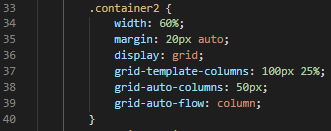 33 .container2 {
34 width: 60%;
35 margin: 20px auto;
36 display: grid;
37 grid-template-columns: 100px 25%;
38 grid-auto-columns: 50px;
39 grid-auto-flow: column;
40 }